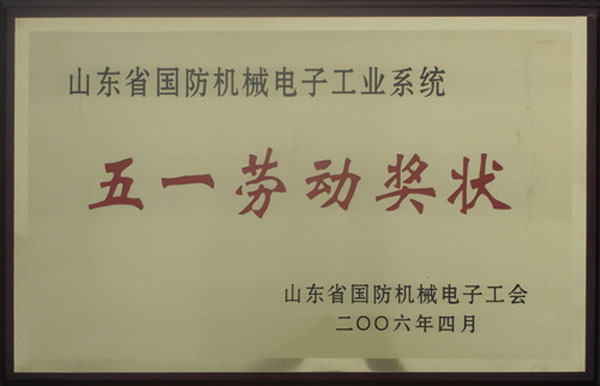 山东省国防机械电子工业系统
五一劳动奖状
山东省国防机械电子工会
二〇〇六年四月